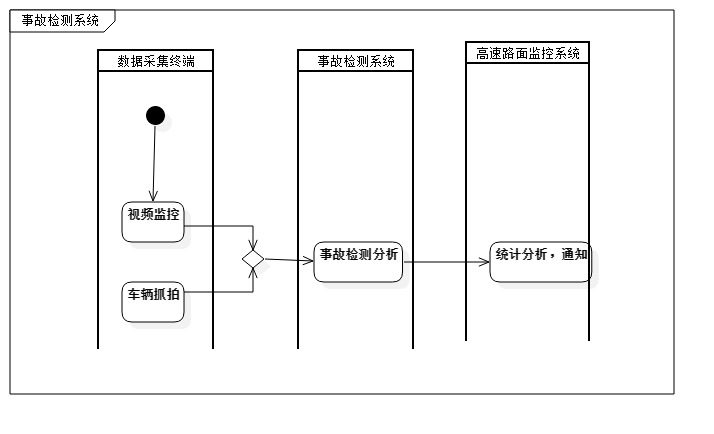 事故检测系统
数据采集终端
事故检测系统
高速路面监控系统
视频监控
事故检测分析
统计分析，通知
车辆抓拍